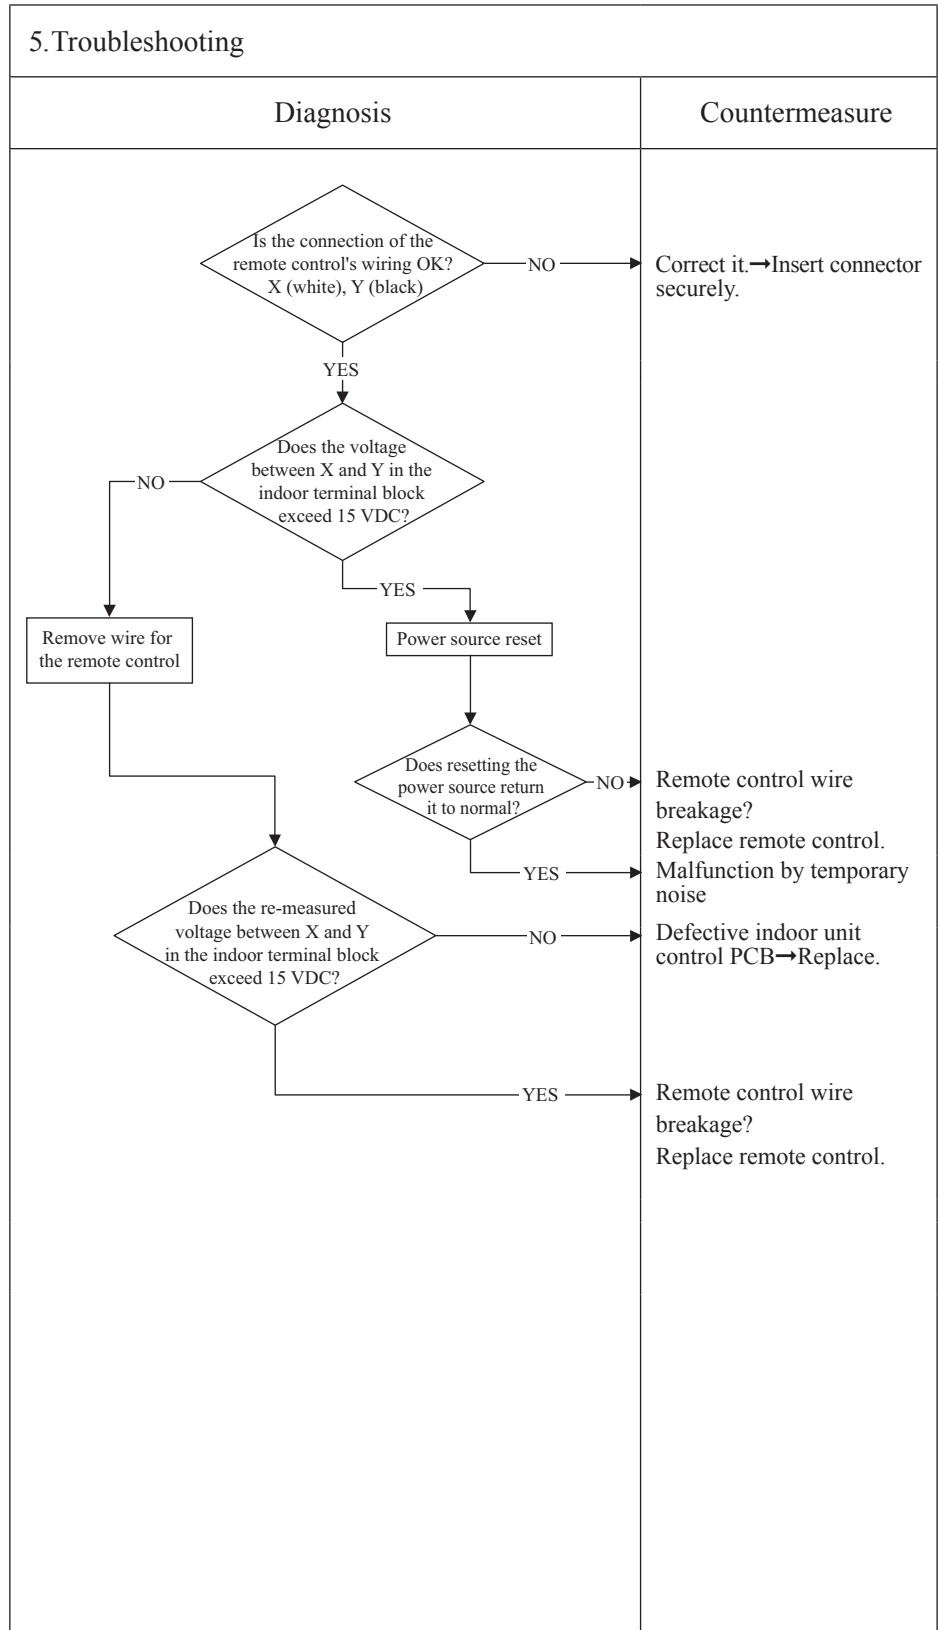 5.Troubleshooting
Diagnosis
Countermeasure
Is the connection of the
remote control's wiring OK?
X (white), Y (black)
NO
Correct it.→Insert connector
securely.
YES
Does the voltage
between X and Y in the
indoor terminal block
exceed 15 VDC?
NO
YES
Remove wire for
the remote control
Power source reset
Does resetting the
power source return
it to normal?
NO
Remote control wire
breakage?
Replace remote control.
YES
Malfunction by temporary
noise
Does the re-measured
voltage between X and Y
in the indoor terminal block
exceed 15 VDC?
NO
Defective indoor unit
control PCB→Replace.
YES
Remote control wire
breakage?
Replace remote control.